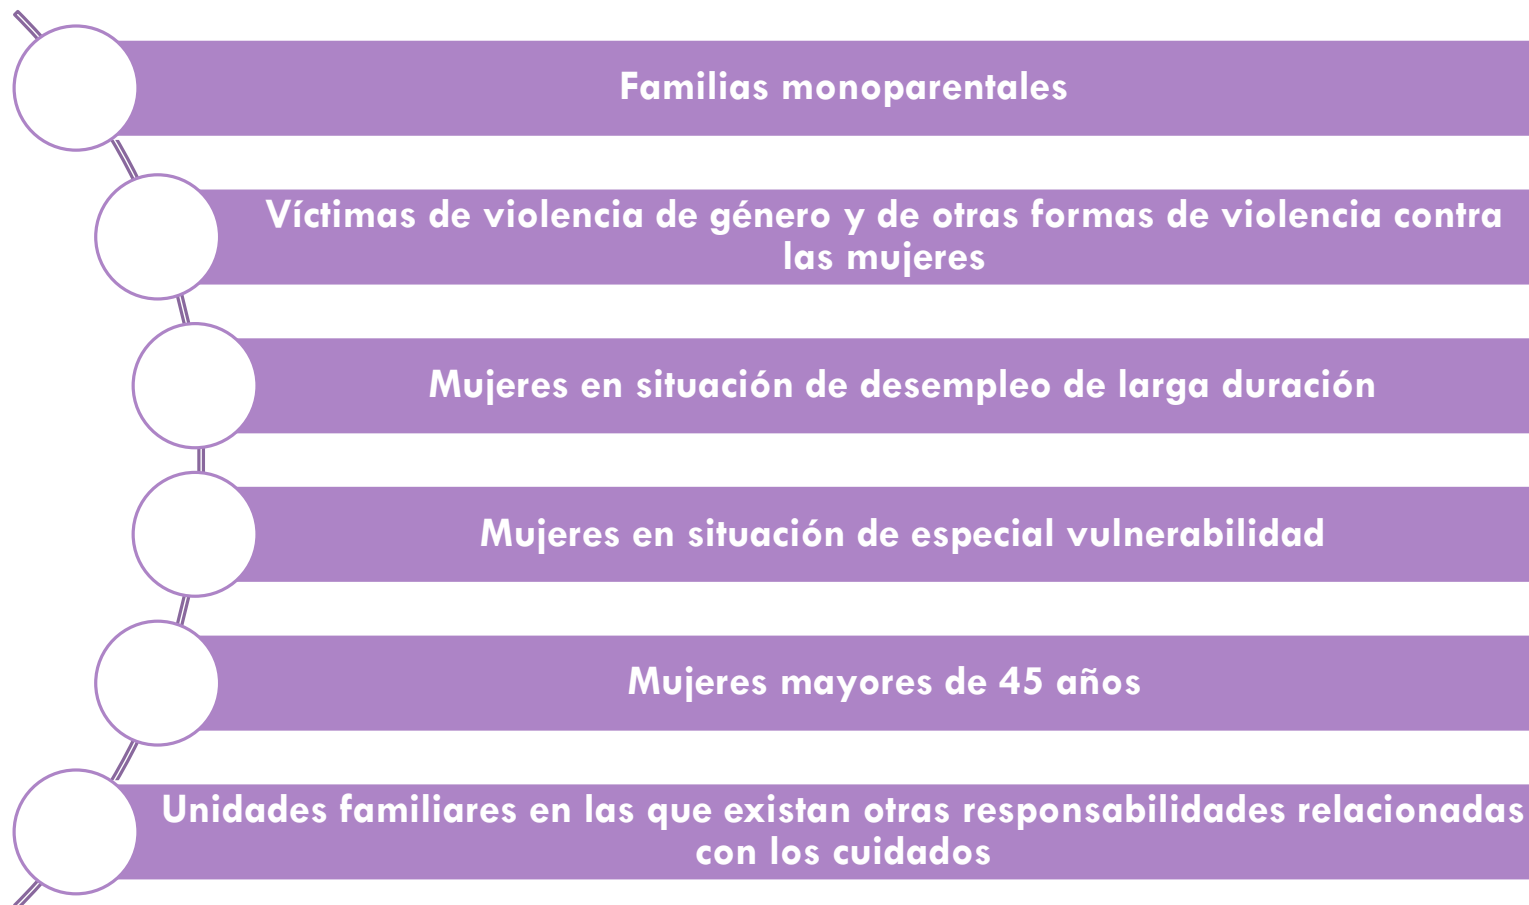 Familias monoparentales
Víctimas de violencia de género y de otras formas de violencia contra
las mujeres
Mujeres en situación de desempleo de larga duración
Mujeres en situación de especial vulnerabilidad
Mujeres mayores de 45 años
Unidades familiares en las que existan otras responsabilidades relacionadas
con los cuidados